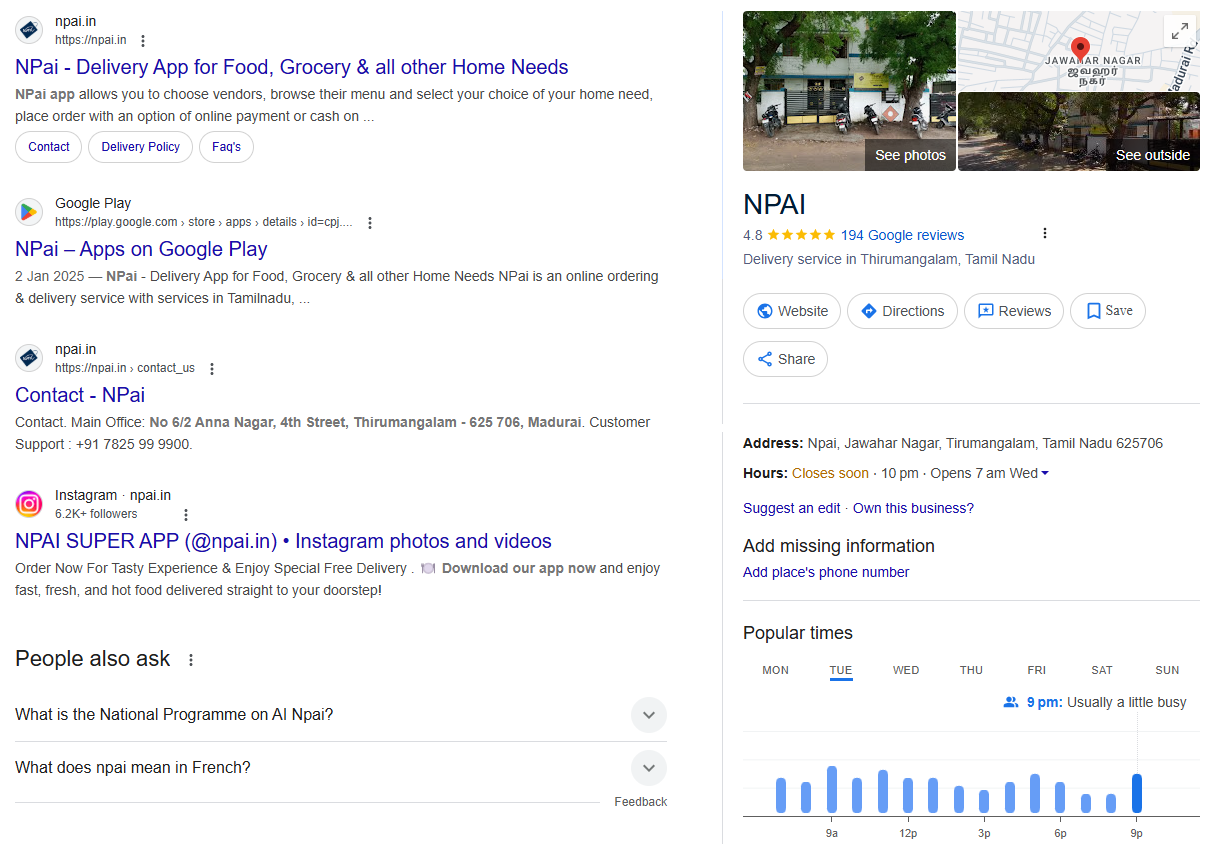 npai.in
https://npai.in
NPai - Delivery App for Food, Grocery & all other Home Needs
NPai app allows you to choose vendors, browse their menu and select your choice of your home need,
place order with an option of online payment or cash on ...
Contact
Delivery Policy
Faq's
Google Play
https://play.google.com › store › apps › details › id=cpj....
NPai – Apps on Google Play
2 Jan 2025 — NPai - Delivery App for Food, Grocery & all other Home Needs NPai is an online ordering
& delivery service with services in Tamilnadu, ...
npai.in
https://npai.in › contact_us
Contact - NPai
Contact. Main Office: No 6/2 Anna Nagar, 4th Street, Thirumangalam - 625 706, Madurai. Customer
Support : +91 7825 99 9900.
Instagram · npai.in
6.2K+ followers
NPAI SUPER APP (@npai.in) • Instagram photos and videos
Order Now For Tasty Experience & Enjoy Special Free Delivery . 🍽️ Download our app now and enjoy
fast, fresh, and hot food delivered straight to your doorstep!
People also ask
What is the National Programme on AI Npai?
What does npai mean in French?
Feedback
See photos
JAWAHAR NAGAR
ஜவஹர்
நகர்
Madurai R
See outside
NPAI
4.8 ★★★★★ 194 Google reviews
Delivery service in Thirumangalam, Tamil Nadu
Website
Directions
Reviews
Save
Share
Address: Npai, Jawahar Nagar, Tirumangalam, Tamil Nadu 625706
Hours: Closes soon · 10 pm · Opens 7 am Wed
Suggest an edit · Own this business?
Add missing information
Add place's phone number
Popular times
MON TUE WED THU FRI SAT SUN
9 pm: Usually a little busy
9a 12p 3p 6p 9p